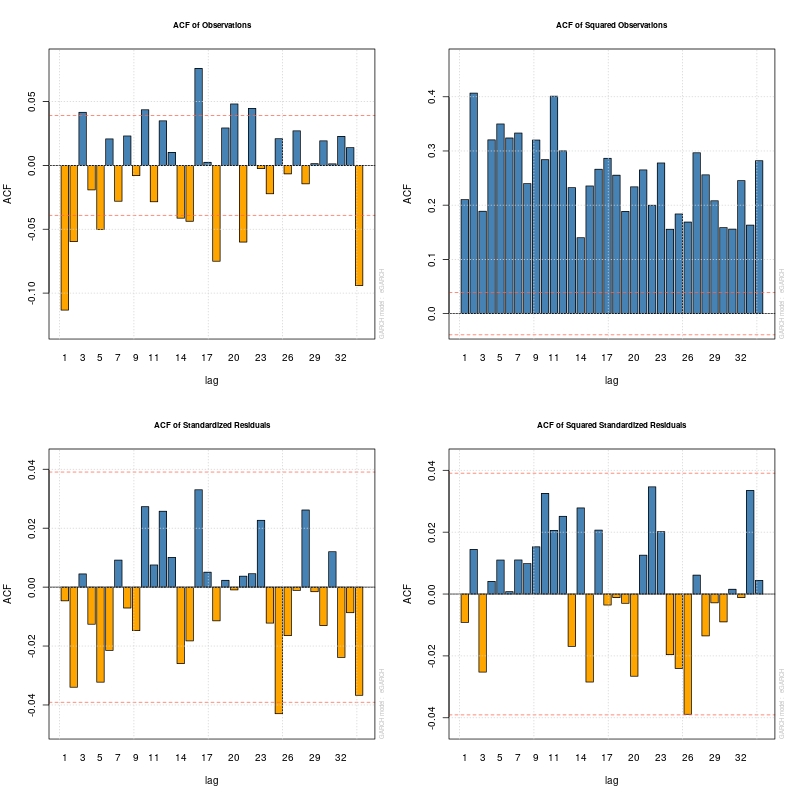 ACF of Observations
ACF
0.05
0.00
-0.05
-0.10
1 3 5 7 9 11 14 17 20 23 26 29 32
lag
GARCH model : eGARCH
ACF of Squared Observations
ACF
0.4
0.3
0.2
0.1
0.0
1 3 5 7 9 11 14 17 20 23 26 29 32
lag
GARCH model : eGARCH
ACF of Standardized Residuals
ACF
0.04
0.02
0.00
-0.02
-0.04
1 3 5 7 9 11 14 17 20 23 26 29 32
lag
GARCH model : eGARCH
ACF of Squared Standardized Residuals
ACF
0.04
0.02
0.00
-0.02
-0.04
1 3 5 7 9 11 14 17 20 23 26 29 32
lag
GARCH model : eGARCH